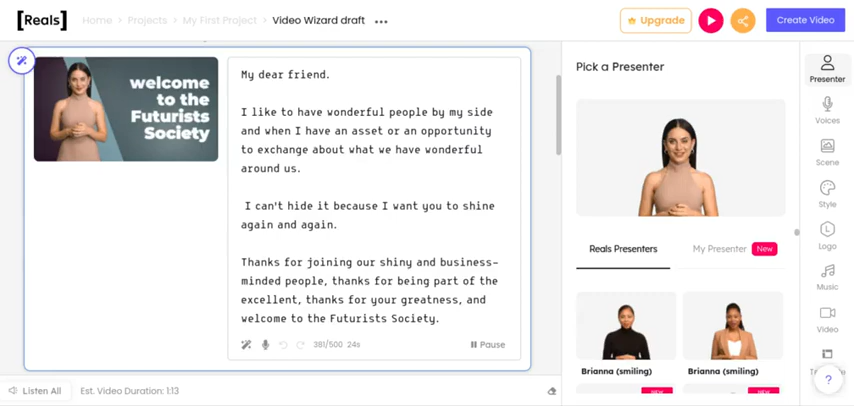 [Reals]
Home > Projects > My First Project > Video Wizard draft ...
Upgrade
Create Video
welcome
to the
Futurists
Society
My dear friend.
I like to have wonderful people by my side
and when I have an asset or an opportunity
to exchange about what we have wonderful
around us.
I can't hide it because I want you to shine
again and again.
Thanks for joining our shiny and business-
minded people, thanks for being part of the
excellent, thanks for your greatness, and
welcome to the Futurists Society.
381/500 24s
Pause
Listen All
Est. Video Duration: 1:13
Pick a Presenter
Reals Presenters
My Presenter New
Brianna (smiling)
Brianna (smiling)
NEW
NEW
Presenter
Voices
Scene
Style
Logo
Music
Video
?